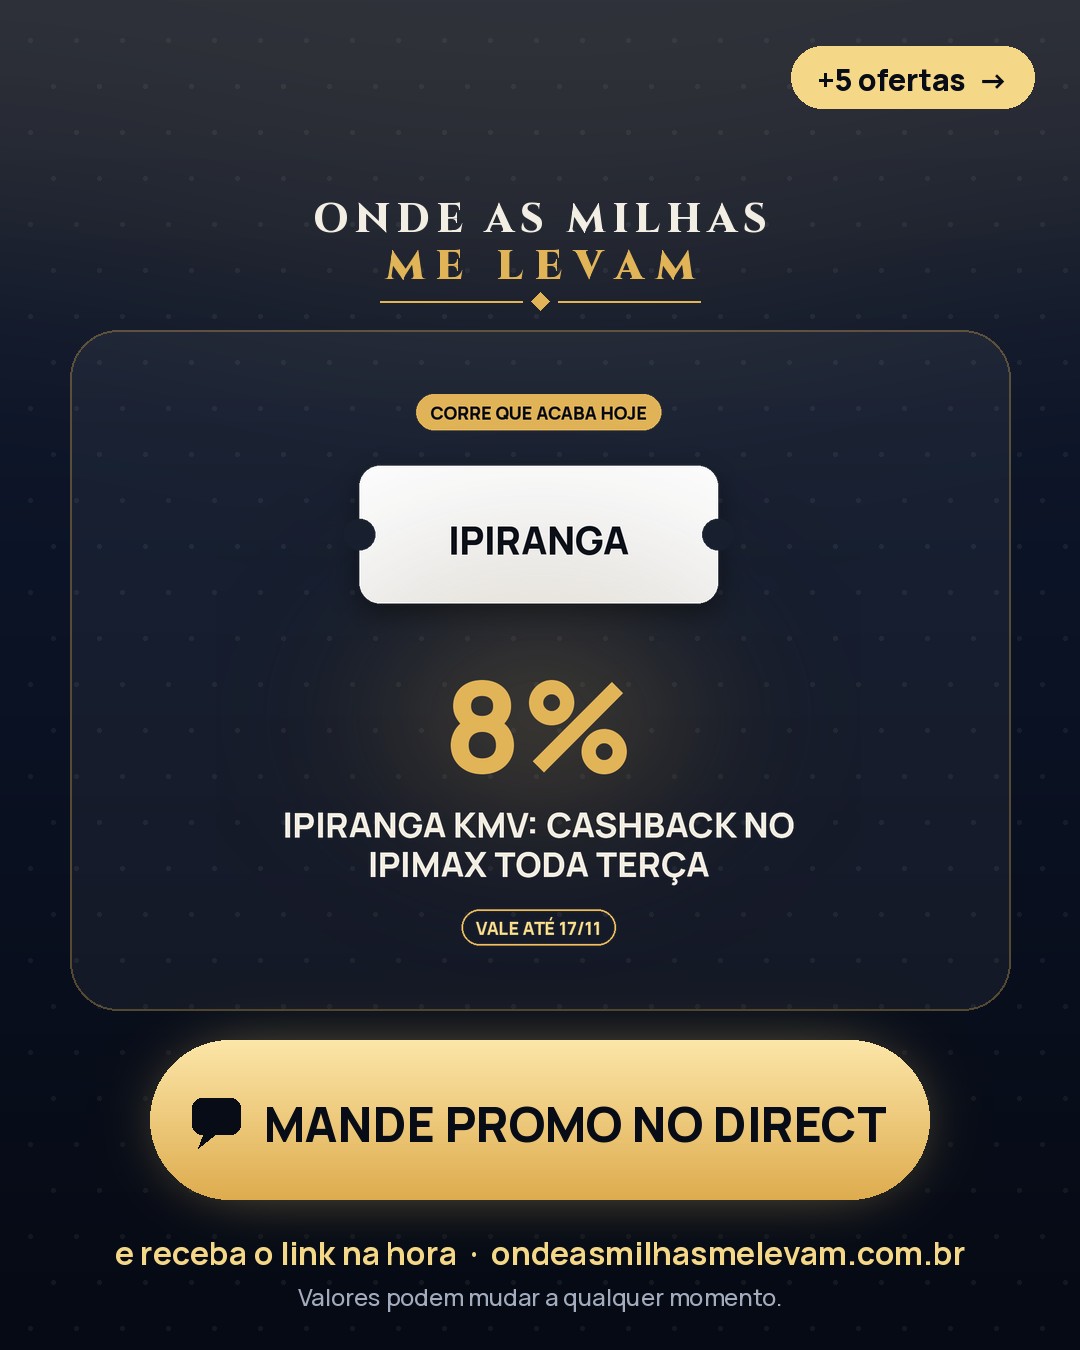 +5 ofertas →
ONDE AS MILHAS
ME LEVAM
CORRE QUE ACABA HOJE
IPIRANGA
8%
IPIRANGA KMV: CASHBACK NO
IPIMAX TODA TERÇA
VALE ATÉ 17/11
MANDE PROMO NO DIRECT
e receba o link na hora · ondeasmilhasmelevam.com.br
Valores podem mudar a qualquer momento.